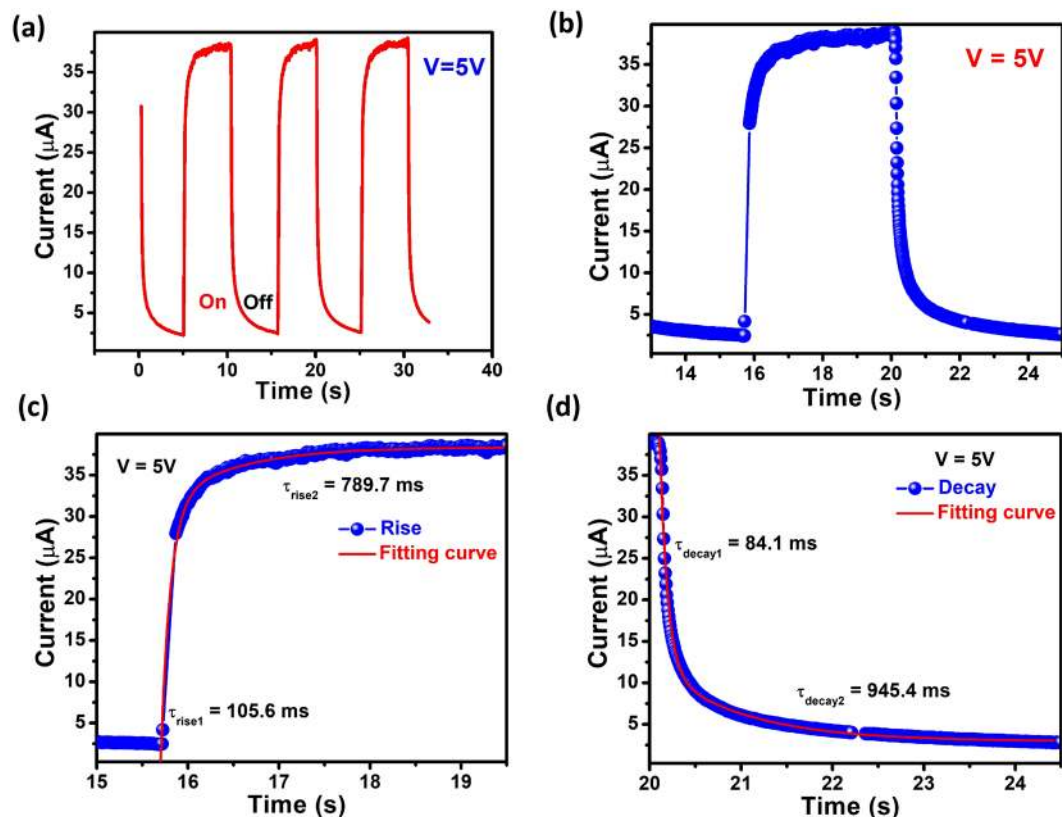 (a)
V=5V
Current (μA)
35
30
25
20
15
10
5
On Off
0 10 20 30 40
Time (s)
(b)
V = 5V
Current (μA)
35
30
25
20
15
10
5
14 16 18 20 22 24
Time (s)
(c)
V = 5V
τrise2 = 789.7 ms
Rise
Fitting curve
τrise1 = 105.6 ms
Current (μA)
35
30
25
20
15
10
5
15 16 17 18 19
Time (s)
(d)
V = 5V
Decay
Fitting curve
τdecay1 = 84.1 ms
τdecay2 = 945.4 ms
Current (μA)
35
30
25
20
15
10
5
20 21 22 23 24
Time (s)